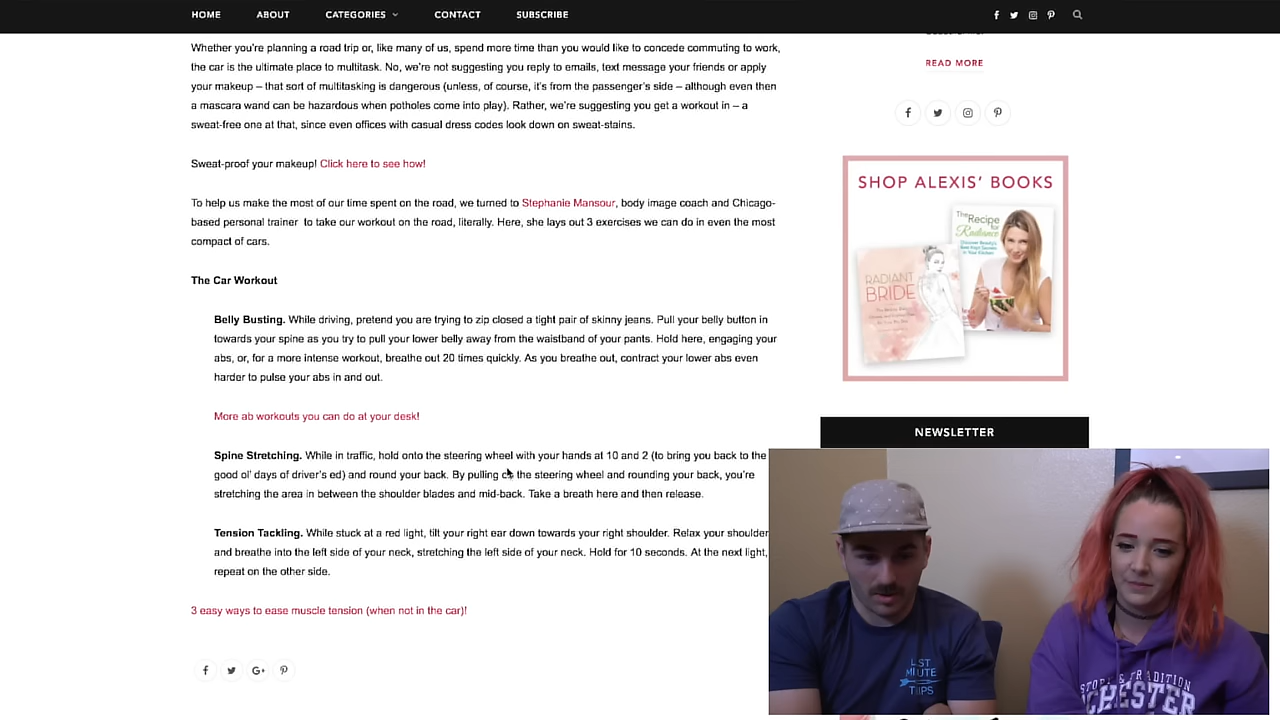 HOME ABOUT CATEGORIES CONTACT SUBSCRIBE
Whether you're planning a road trip or, like many of us, spend more time than you would like to concede commuting to work,
the car is the ultimate place to multitask. No, we're not suggesting you reply to emails, text message your friends or apply
your makeup – that sort of multitasking is dangerous (unless, of course, it's from the passenger's side – although even then
a mascara wand can be hazardous when potholes come into play). Rather, we're suggesting you get a workout in – a
sweat-free one at that, since even offices with casual dress codes look down on sweat-stains.
Sweat-proof your makeup! Click here to see how!
To help us make the most of our time spent on the road, we turned to Stephanie Mansour, body image coach and Chicago-
based personal trainer to take our workout on the road, literally. Here, she lays out 3 exercises we can do in even the most
compact of cars.
The Car Workout
Belly Busting. While driving, pretend you are trying to zip closed a tight pair of skinny jeans. Pull your belly button in
towards your spine as you try to pull your lower belly away from the waistband of your pants. Hold here, engaging your
abs, or, for a more intense workout, breathe out 20 times quickly. As you breathe out, contract your lower abs even
harder to pulse your abs in and out.
More ab workouts you can do at your desk!
Spine Stretching. While in traffic, hold onto the steering wheel with your hands at 10 and 2 (to bring you back to the
good ol' days of driver's ed) and round your back. By pulling on the steering wheel and rounding your back, you're
stretching the area in between the shoulder blades and mid-back. Take a breath here and then release.
Tension Tackling. While stuck at a red light, tilt your right ear down towards your right shoulder. Relax your shoulder
and breathe into the left side of your neck, stretching the left side of your neck. Hold for 10 seconds. At the next light,
repeat on the other side.
3 easy ways to ease muscle tension (when not in the car)!
READ MORE
SHOP ALEXIS' BOOKS
The Recipe
for
Radiance
RADIANT
BRIDE
NEWSLETTER
LAST
MINUTE
TRIPS
TRADITION
CHESTER